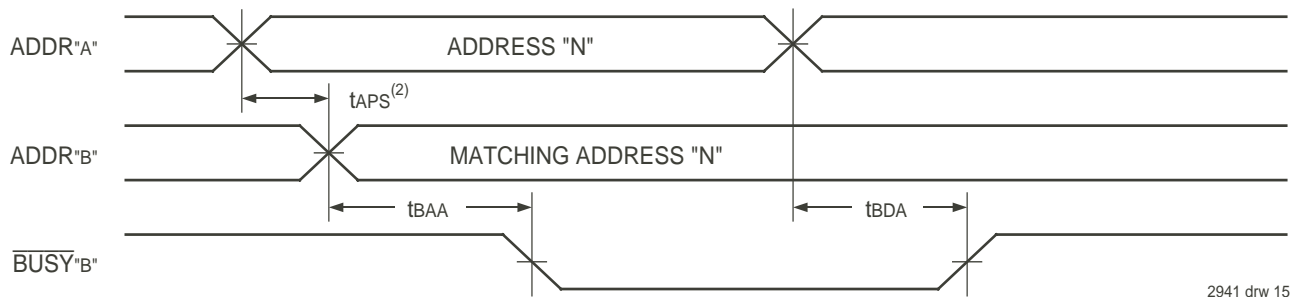 ADDR"A"
ADDRESS "N"
tAPS(2)
ADDR"B"
MATCHING ADDRESS "N"
tBAA
tBDA
BUSY"B"
2941 drw 15